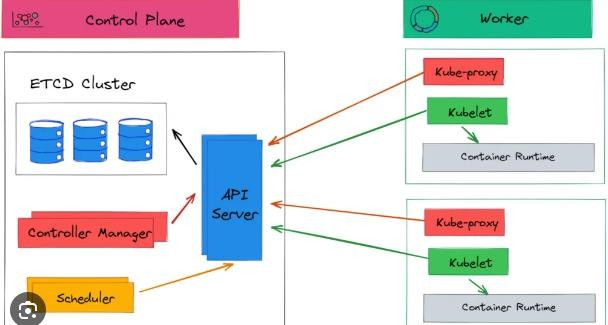 Control Plane
Worker
ETCD Cluster
API
Server
Controller Manager
Scheduler
Kube-proxy
Kubelet
Container Runtime
Kube-proxy
Kubelet
Container Runtime